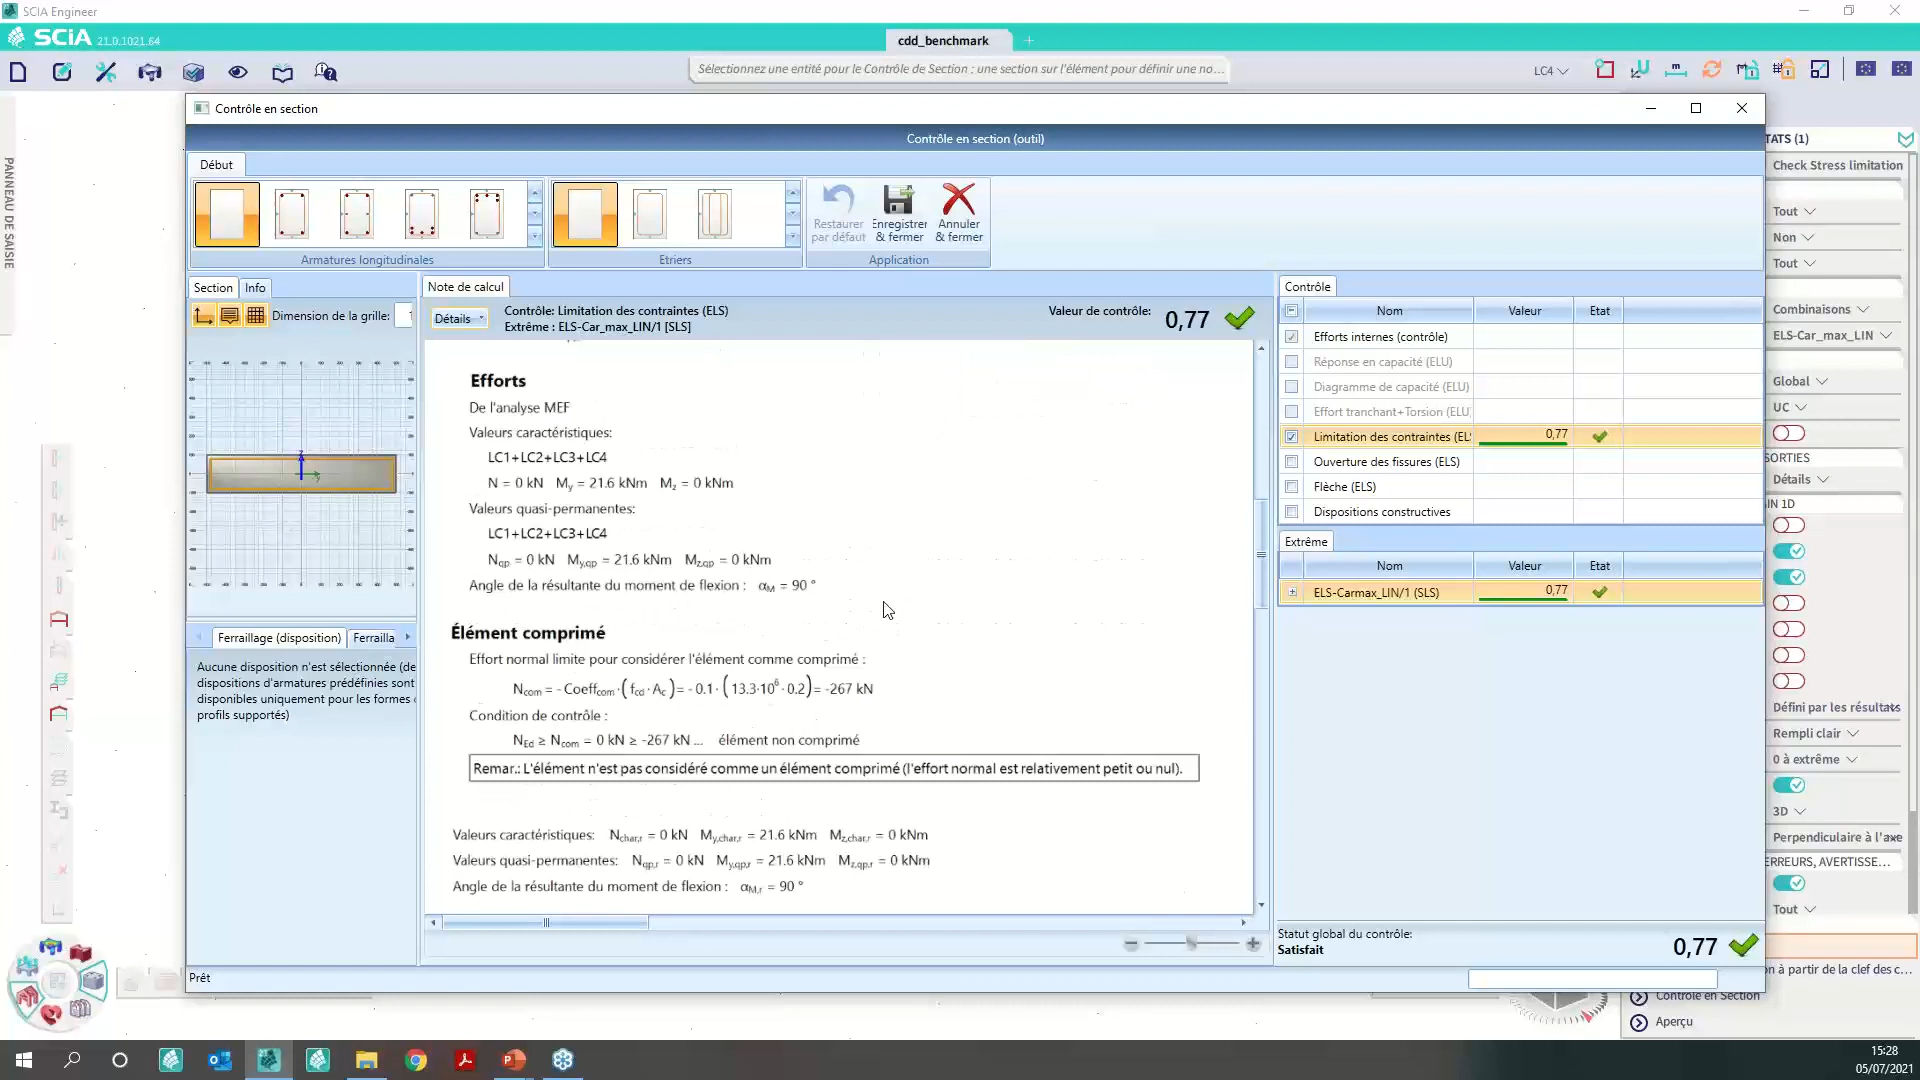 SCIA Engineer
SCiA 21.0.1021.64
cdd_benchmark
Sélectionnez une entité pour le Contrôle de Section : une section sur l'élément pour définir une no...
LC4
PANNEAU DE SAISIE
Contrôle en section
Contrôle en section (outil)
Début
Restaurer par défaut
Enregistrer & fermer
Annuler & fermer
Armatures longitudinales
Etriers
Application
Section
Info
Dimension de la grille:
Ferraillage (disposition)
Ferrailla
Aucune disposition n'est sélectionnée (de
dispositions d'armatures prédéfinies sont
disponibles uniquement pour les formes
profils supportés)
Prêt
Note de calcul
Détails
Contrôle: Limitation des contraintes (ELS)
Extrême : ELS-Car_max_LIN/1 [SLS]
Valeur de contrôle: 0,77
Efforts
De l'analyse MEF
Valeurs caractéristiques:
LC1+LC2+LC3+LC4
N = 0 kN My = 21.6 kNm Mz = 0 kNm
Valeurs quasi-permanentes:
LC1+LC2+LC3+LC4
Nqp = 0 kN My,qp = 21.6 kNm Mz,qp = 0 kNm
Angle de la résultante du moment de flexion : αM = 90 °
Élément comprimé
Effort normal limite pour considérer l'élément comme comprimé :
Ncom = - Coeffcom·(fcd·Ac)= - 0.1·(13.3·10⁶·0.2)= -267 kN
Condition de contrôle :
NEd ≥ Ncom = 0 kN ≥ -267 kN ... élément non comprimé
Remar.: L'élément n'est pas considéré comme un élément comprimé (l'effort normal est relativement petit ou nul).
Valeurs caractéristiques: Nchar,r = 0 kN My,char,r = 21.6 kNm Mz,char,r = 0 kNm
Valeurs quasi-permanentes: Nqp,r = 0 kN My,qp,r = 21.6 kNm Mz,qp,r = 0 kNm
Angle de la résultante du moment de flexion : αM,r = 90 °
Contrôle
Nom Valeur Etat
Efforts internes (contrôle)
Réponse en capacité (ELU)
Diagramme de capacité (ELU)
Effort tranchant+Torsion (ELU
Limitation des contraintes (EL 0,77
Ouverture des fissures (ELS)
Flèche (ELS)
Dispositions constructives
Extrême
Nom Valeur Etat
ELS-Carmax_LIN/1 (SLS) 0,77
Statut global du contrôle:
Satisfait
0,77
TATS (1)
Check Stress limitation
Tout
Non
Tout
Combinaisons
ELS-Car_max_LIN
Global
UC
SORTIES
Détails
IN 1D
Défini par les résultats
Rempli clair
0 à extrême
3D
Perpendiculaire à l'axe
ERREURS, AVERTISSE...
Tout
n à partir de la clef des c...
Contrôle en Section
Aperçu
15:28
05/07/2021